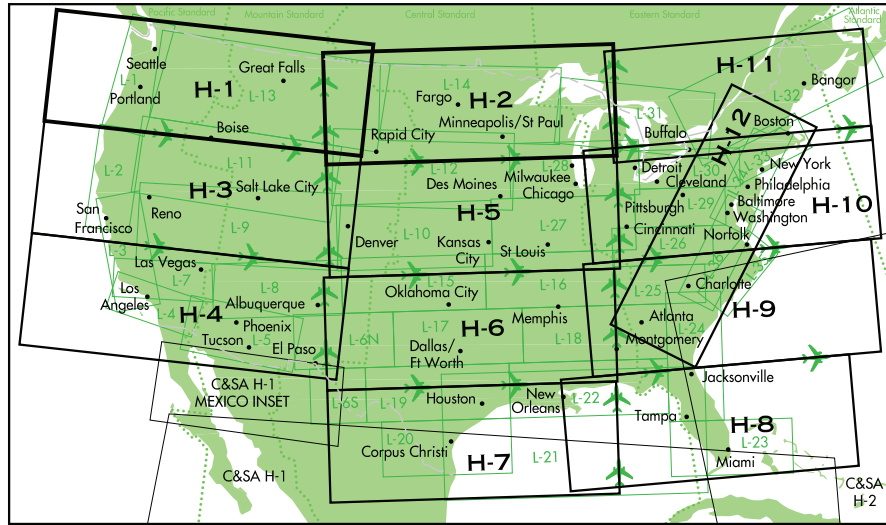 Pacific Standard
Mountain Standard
Central Standard
Eastern Standard
Atlantic
Standard
Seattle
L-1
Portland
H-1
L-13
Great Falls
Boise
L-14
Fargo
H-2
Minneapolis/St Paul
Rapid City
H-11
L-31
L-32
Bangor
Boston
Buffalo
H-12
L-2
L-11
H-3
Salt Lake City
Reno
San
Francisco
L-9
L-3
L-12
Des Moines
H-5
L-28
Milwaukee
Chicago
L-10
Denver
Kansas
City
L-27
St Louis
Detroit
Cleveland
L-30
L-33
L-34
New York
Philadelphia
Baltimore
Washington
H-10
Pittsburgh
L-29
Cincinnati
L-26
Norfolk
Las Vegas
L-7
L-8
Los
Angeles
L-4
H-4
Albuquerque
Phoenix
Tucson
L-5
El Paso
L-15
Oklahoma City
L-16
Memphis
L-6N
L-17
H-6
Dallas/
Ft Worth
L-18
L-25
Charlotte
H-9
Atlanta
L-24
Montgomery
C&SA H-1
MEXICO INSET
L-6S
L-19
Houston
New
Orleans
L-22
Jacksonville
Tampa
H-8
L-23
Miami
L-20
Corpus Christi
H-7
L-21
C&SA H-1
C&SA
H-2